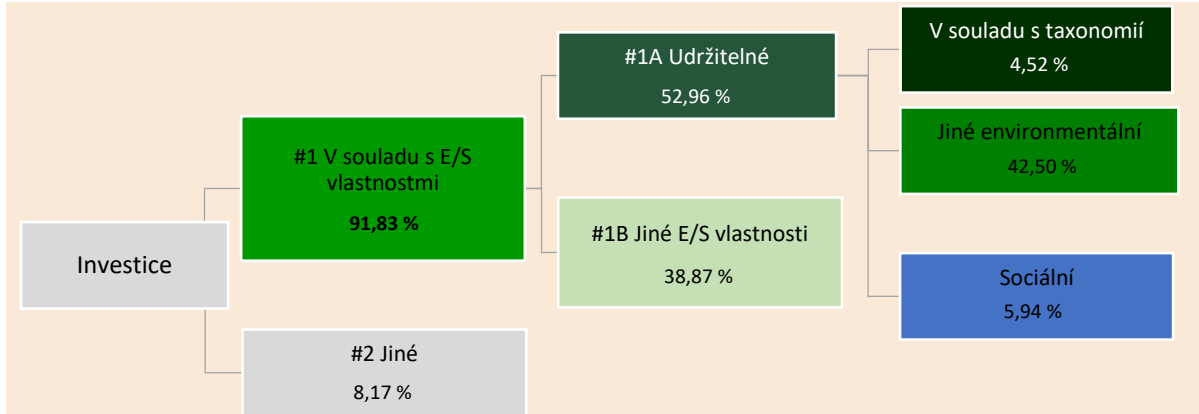 Investice
#1 V souladu s E/S
vlastnostmi
91,83 %
#2 Jiné
8,17 %
#1A Udržitelné
52,96 %
#1B Jiné E/S vlastnosti
38,87 %
V souladu s taxonomií
4,52 %
Jiné environmentální
42,50 %
Sociální
5,94 %